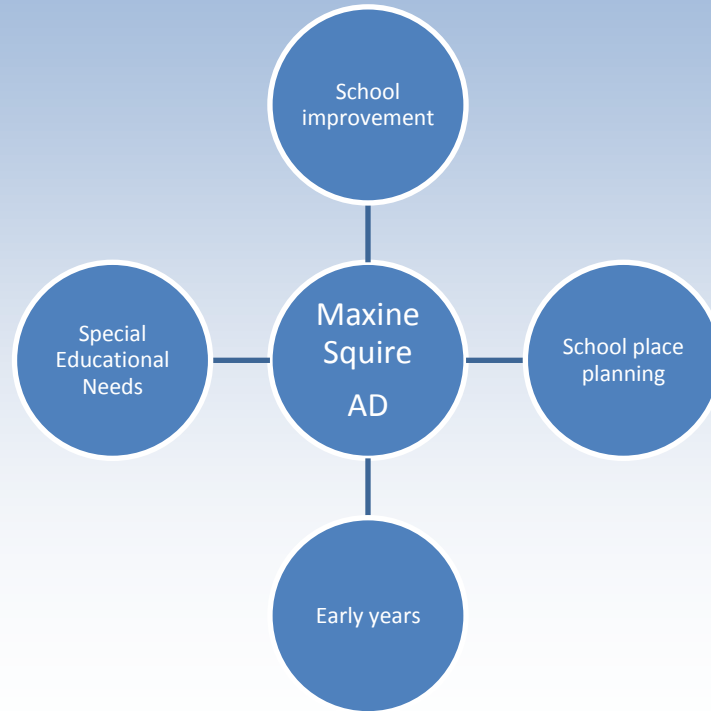 School
improvement
Special
Educational
Needs
Maxine
Squire
AD
School place
planning
Early years